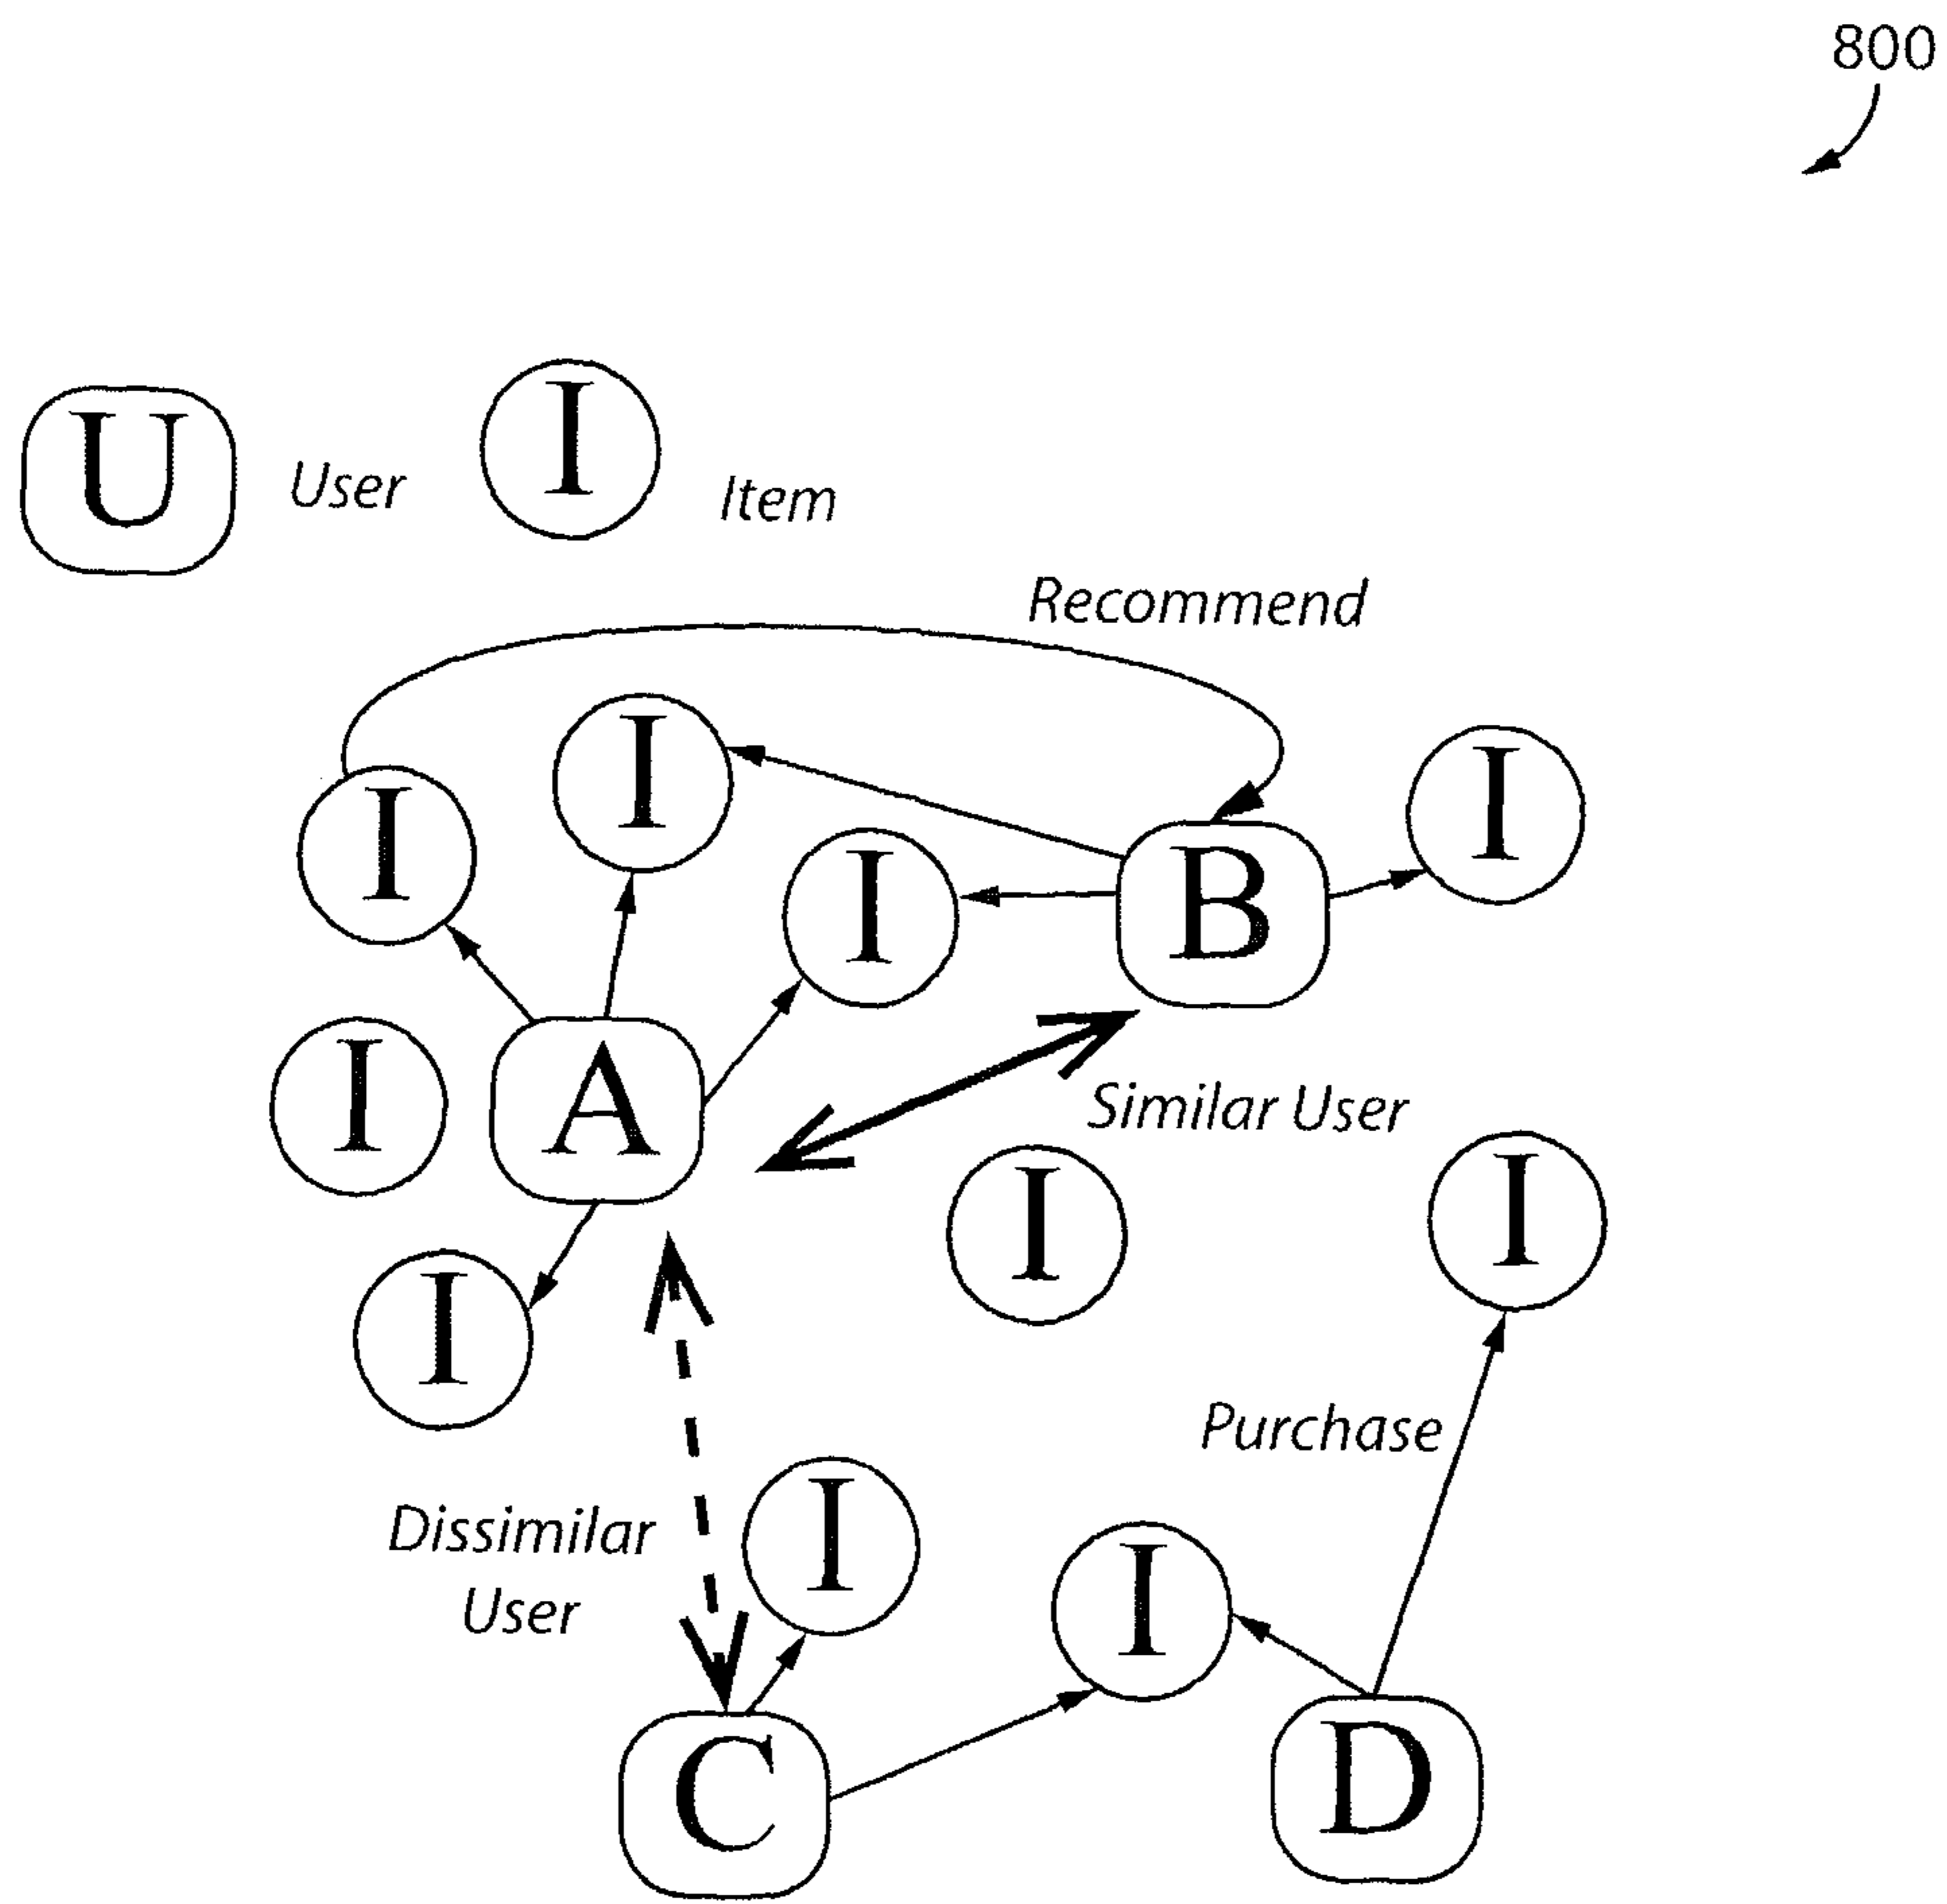 800
U User I Item
Recommend
I
I
I
I
B
I
I
A
Similar User
I
I
I
Purchase
Dissimilar
User
I
I
C
D